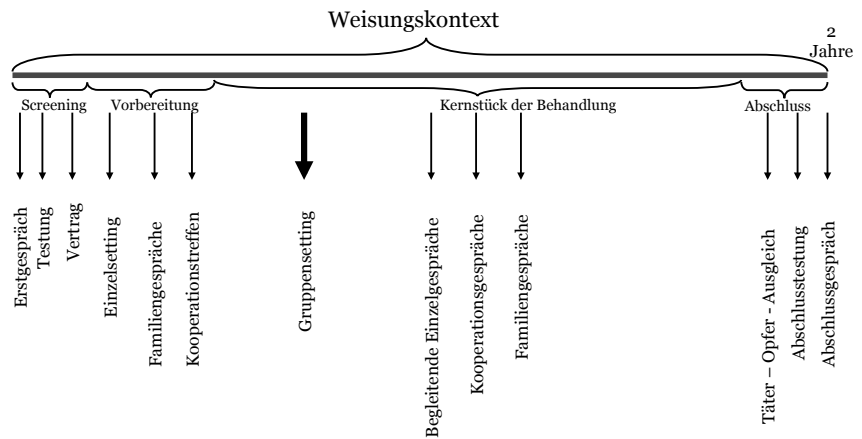 Weisungskontext
2
Jahre
Screening
Vorbereitung
Kernstück der Behandlung
Abschluss
Erstgespräch
Testung
Vertrag
Einzelsetting
Familiengespräche
Kooperationstreffen
Gruppensetting
Begleitende Einzelgespräche
Kooperationsgespräche
Familiengespräche
Täter – Opfer - Ausgleich
Abschlusstestung
Abschlussgespräch